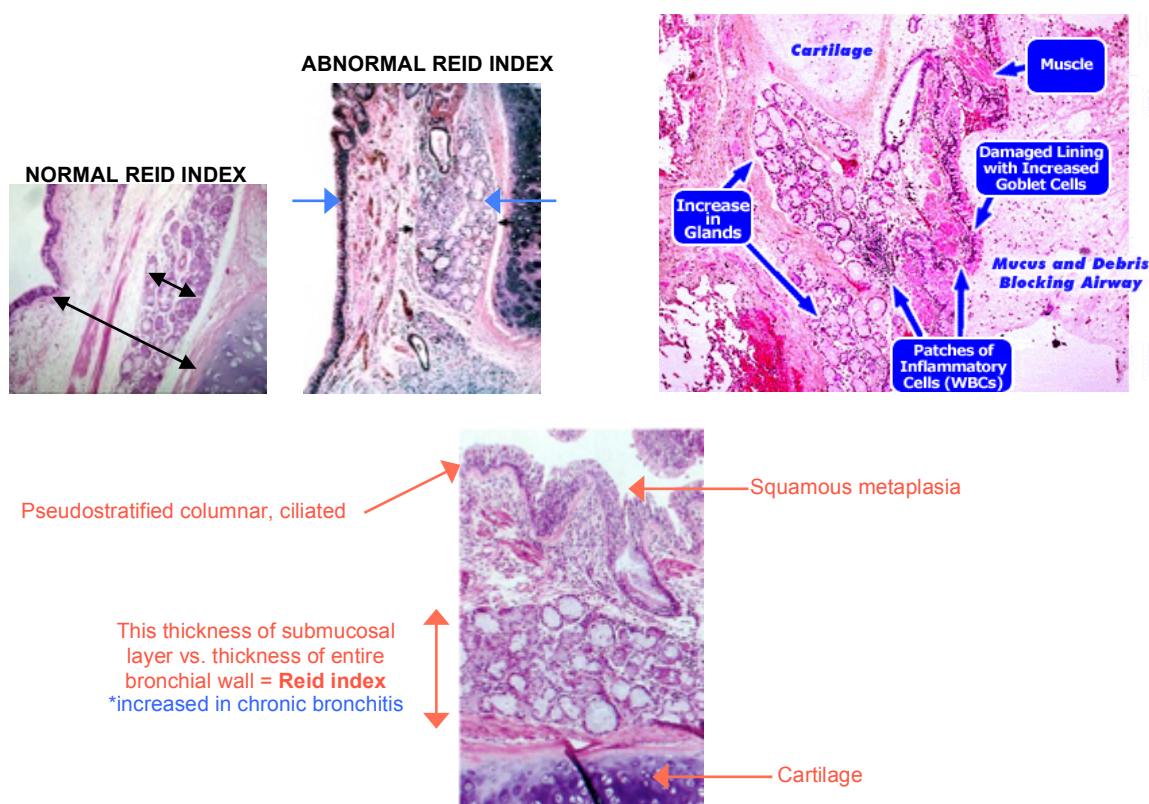 NORMAL REID INDEX
ABNORMAL REID INDEX
Cartilage
Muscle
Damaged Lining
with Increased
Goblet Cells
Increase
in
Glands
Mucus and Debris
Blocking Airway
Patches of
Inflammatory
Cells (WBCs)
Pseudostratified columnar, ciliated
Squamous metaplasia
This thickness of submucosal
layer vs. thickness of entire
bronchial wall = Reid index
*increased in chronic bronchitis
Cartilage